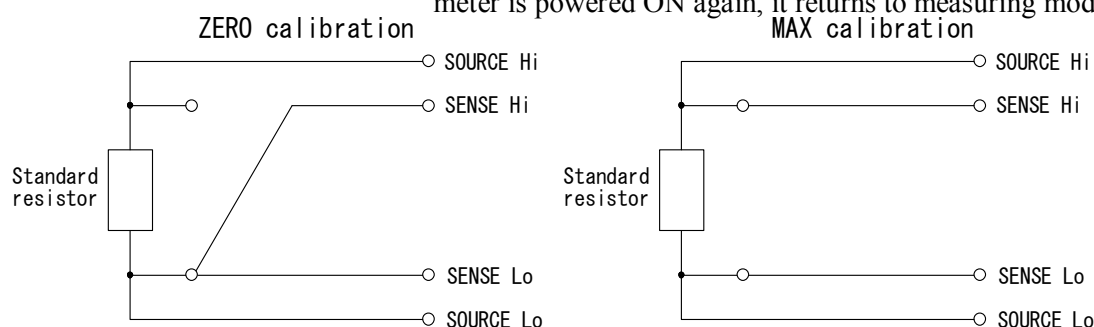 meter is powered ON again, it returns to measuring mod
ZERO calibration
SOURCE Hi
SENSE Hi
Standard
resistor
SENSE Lo
SOURCE Lo
MAX calibration
SOURCE Hi
SENSE Hi
Standard
resistor
SENSE Lo
SOURCE Lo